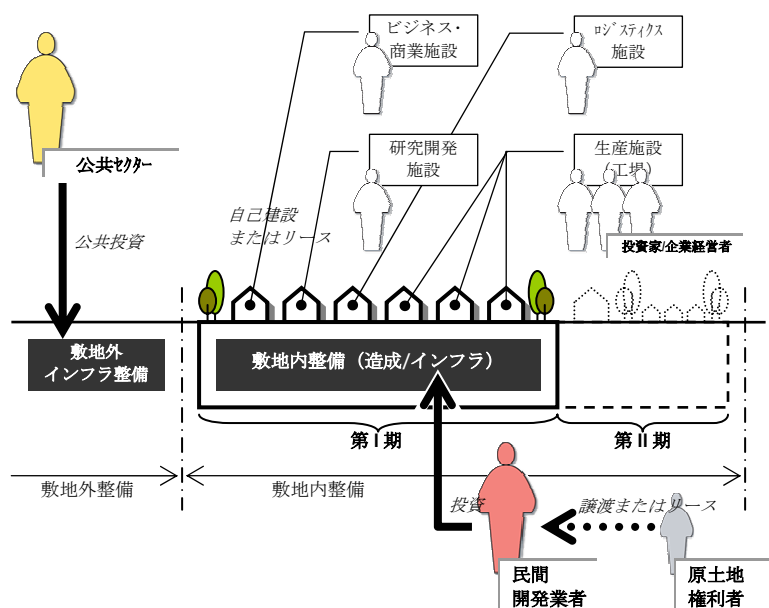 ビジネス・
商業施設
ﾛｼﾞｽﾃｨｸｽ
施設
公共ｾｸﾀｰ
研究開発
施設
生産施設
（工場）
自己建設
またはリース
公共投資
投資家/企業経営者
敷地外
インフラ整備
敷地内整備（造成/インフラ）
第 I 期
第 II 期
敷地外整備
敷地内整備
投資
譲渡またはリース
民間
開発業者
原土地
権利者